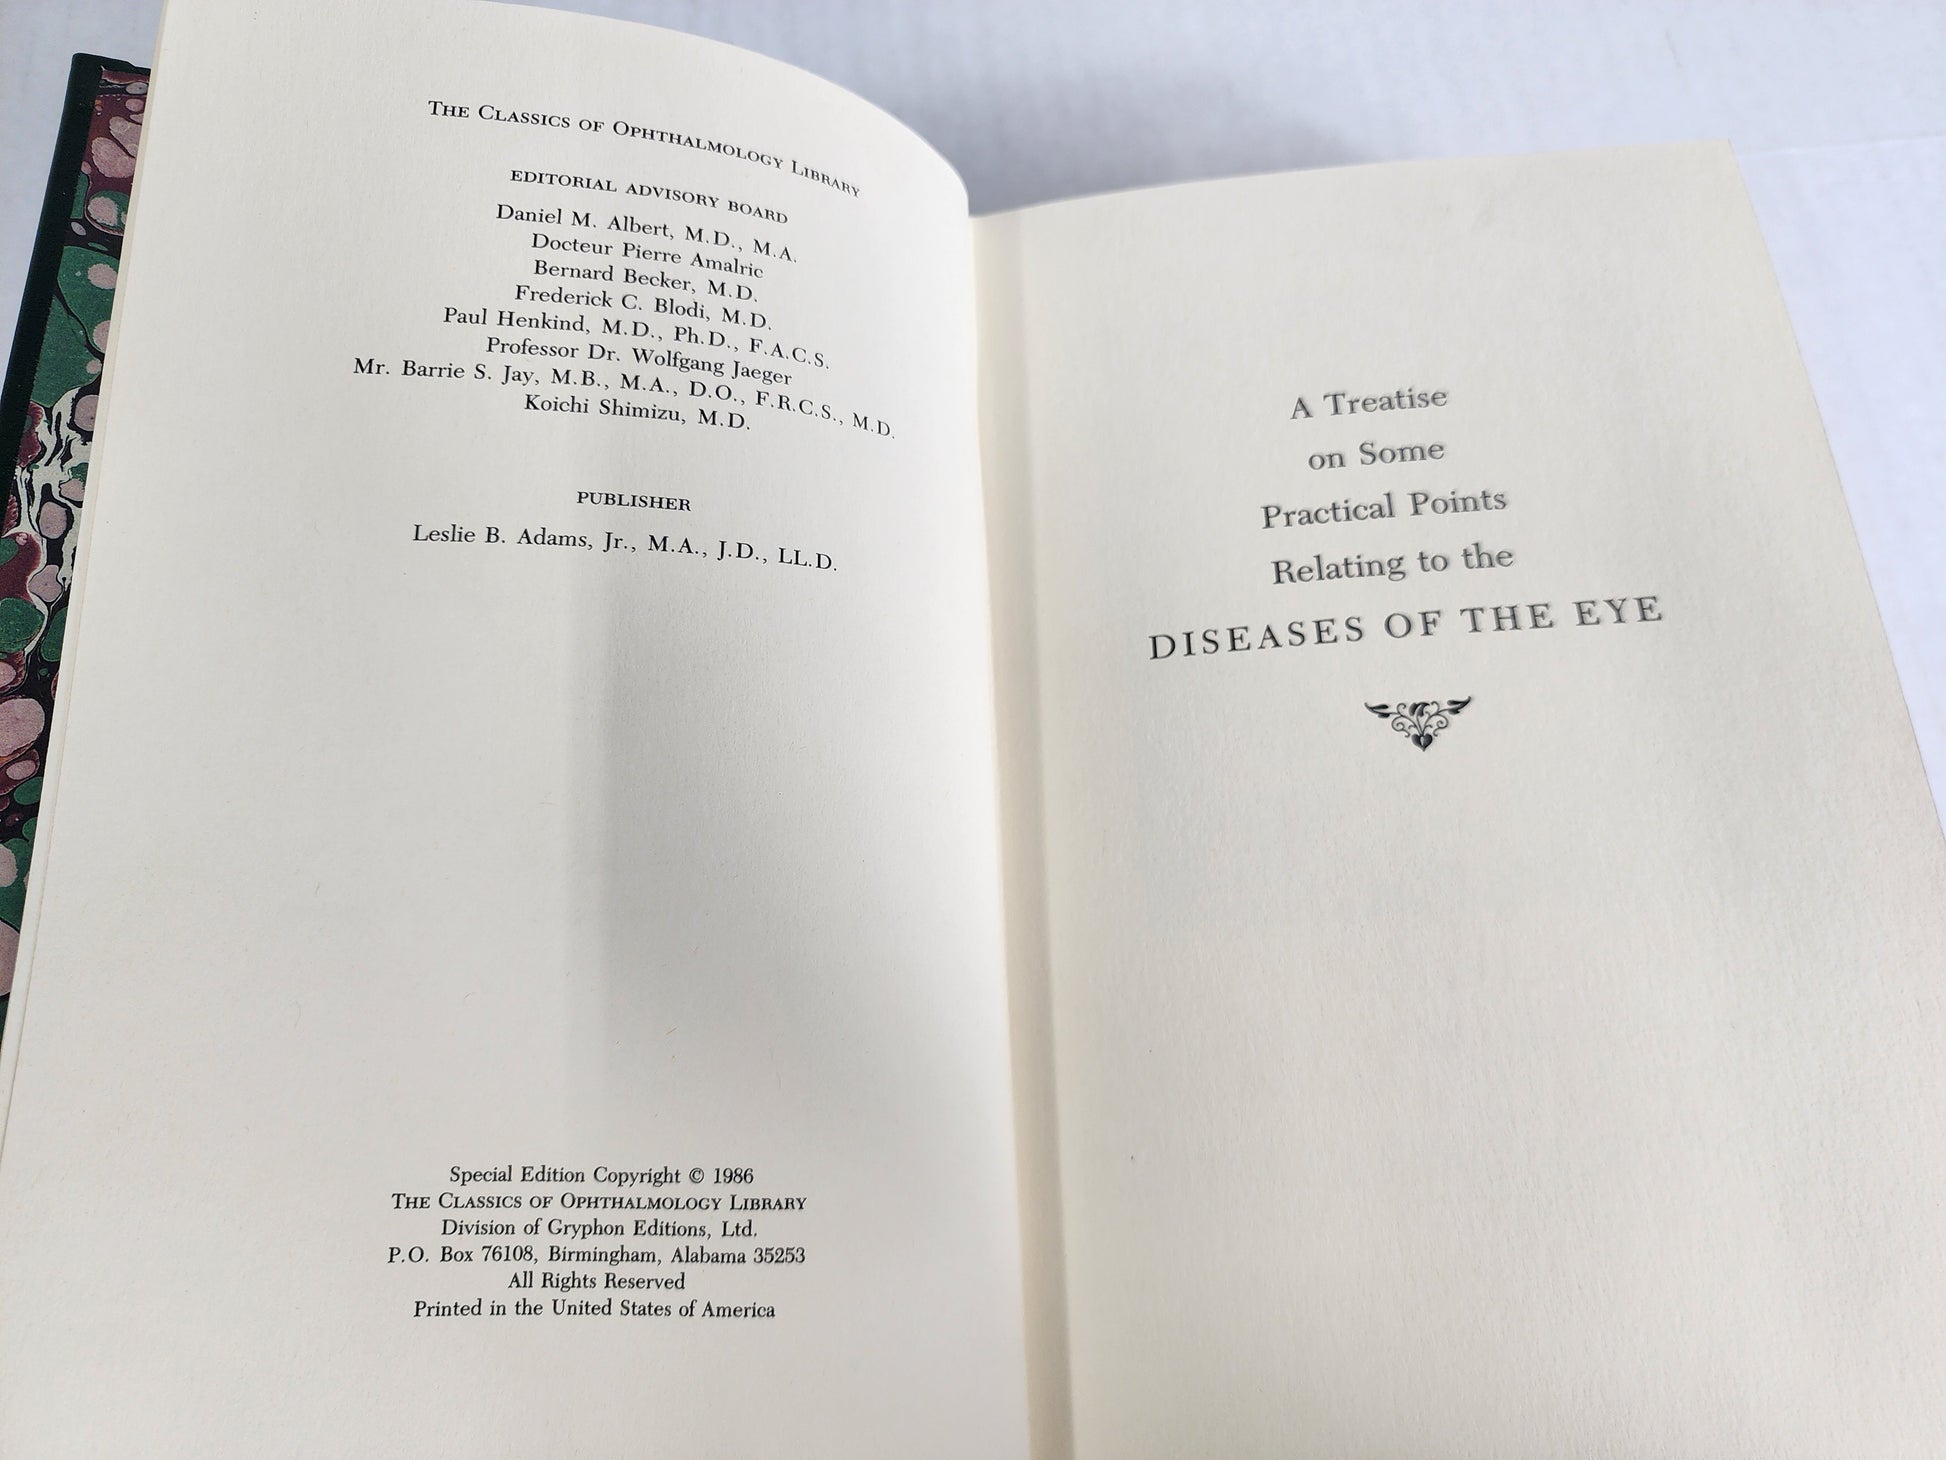 The Classics of Ophthalmology Library
EDITORIAL ADVISORY BOARD
Daniel M. Albert, M.D., M.A.
Docteur Pierre Amalric
Bernard Becker, M.D.
Frederick C. Blodi, M.D.
Paul Henkind, M.D., Ph.D., F.A.C.S.
Professor Dr. Wolfgang Jaeger
Mr. Barrie S. Jay, M.B., M.A., D.O., F.R.C.S., M.D.
Koichi Shimizu, M.D.
PUBLISHER
Leslie B. Adams, Jr., M.A., J.D., LL.D.
Special Edition Copyright © 1986
The Classics of Ophthalmology Library
Division of Gryphon Editions, Ltd.
P.O. Box 76108, Birmingham, Alabama 35253
All Rights Reserved
Printed in the United States of America
A Treatise
on Some
Practical Points
Relating to the
DISEASES OF THE EYE